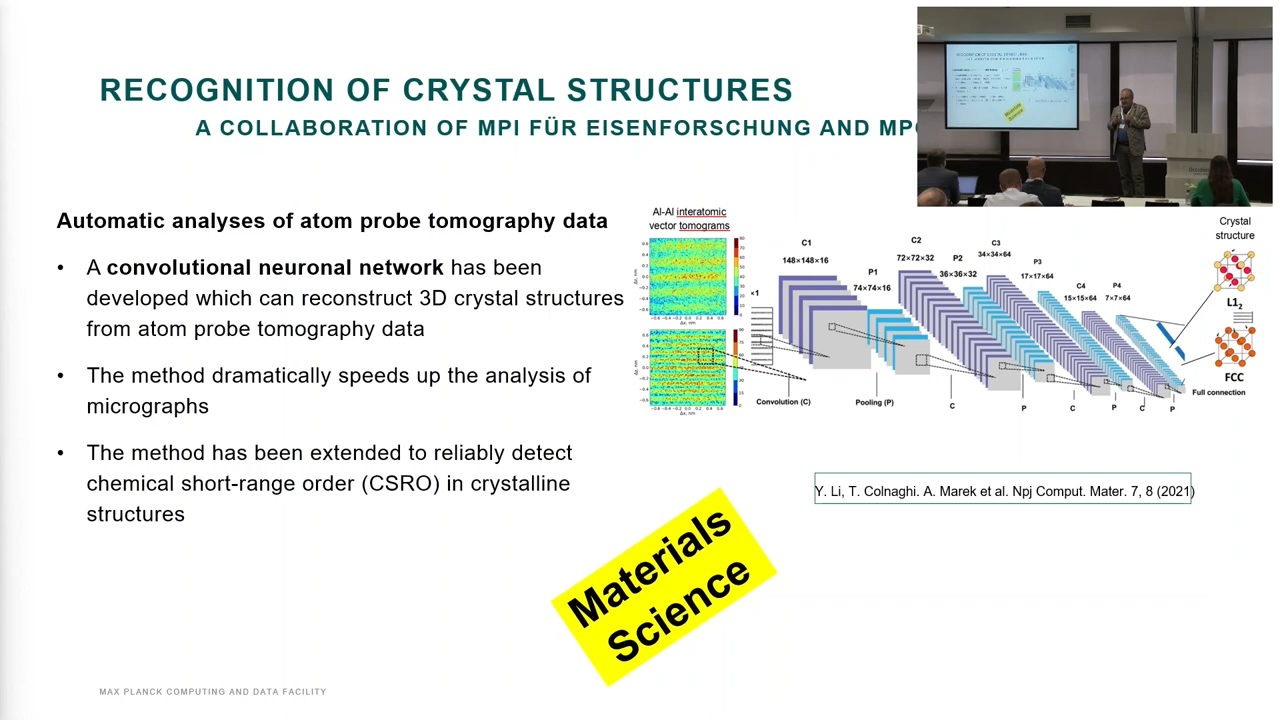 RECOGNITION OF CRYSTAL STRUCTURES
A COLLABORATION OF MPI FÜR EISENFORSCHUNG AND
Automatic analyses of atom probe tomography data
• A convolutional neuronal network has been
developed which can reconstruct 3D crystal structures
from atom probe tomography data
• The method dramatically speeds up the analysis of
micrographs
• The method has been extended to reliably detect
chemical short-range order (CSRO) in crystalline
structures
Al-Al interatomic
vector tomograms
C1
148×148×16
P1
74×74×16
C2
72×72×32
P2
36×36×32
C3
34×34×64
P3
17×17×64
C4
15×15×64
P4
7×7×64
Crystal
structure
L1₂
FCC
Full connection
Convolution (C)
Pooling (P)
C
P
C
P
C
P
Y. Li, T. Colnaghi. A. Marek et al. Npj Comput. Mater. 7, 8 (2021)
Materials
Science
MAX PLANCK COMPUTING AND DATA FACILITY